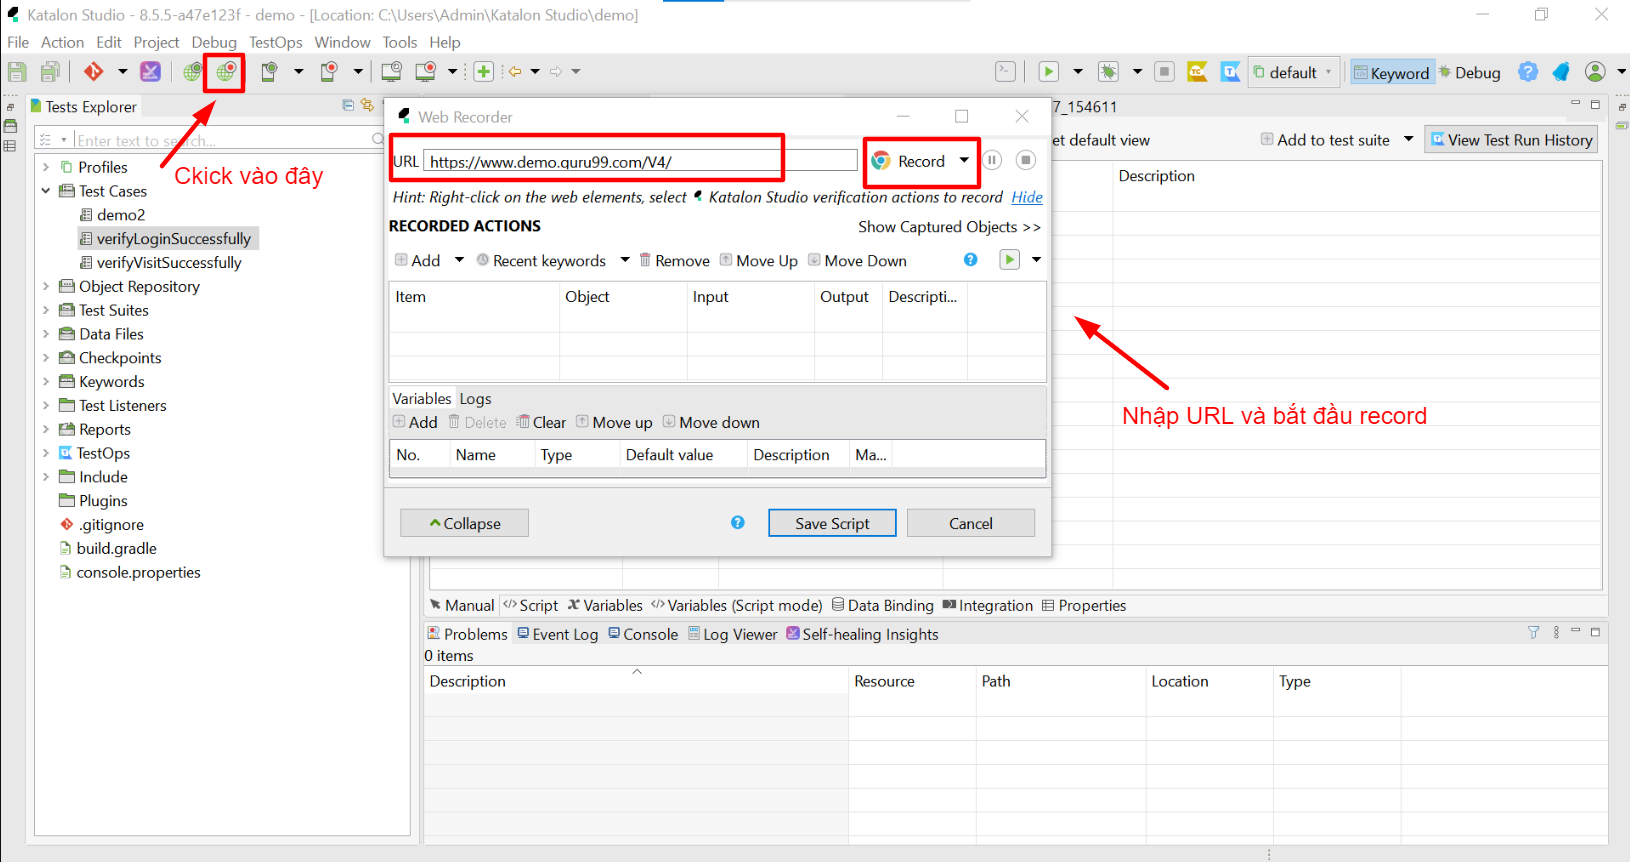 Katalon Studio - 8.5.5-a47e123f - demo - [Location: C:\Users\Admin\Katalon Studio\demo]
File Action Edit Project Debug TestOps Window Tools Help
default Keyword Debug
Tests Explorer
7_154611
Enter text to search...
et default view Add to test suite View Test Run History
Profiles
Test Cases
demo2
verifyLoginSuccessfully
verifyVisitSuccessfully
Object Repository
Test Suites
Data Files
Checkpoints
Keywords
Test Listeners
Reports
TestOps
Include
Plugins
.gitignore
build.gradle
console.properties
Ckick vào đây
Web Recorder
URL https://www.demo.guru99.com/V4/ Record
Hint: Right-click on the web elements, select Katalon Studio verification actions to record Hide
RECORDED ACTIONS Show Captured Objects >>
Add Recent keywords Remove Move Up Move Down
Item Object Input Output Descripti...
Variables Logs
Add Delete Clear Move up Move down
No. Name Type Default value Description Ma...
Collapse Save Script Cancel
Description
Nhập URL và bắt đầu record
Manual Script Variables Variables (Script mode) Data Binding Integration Properties
Problems Event Log Console Log Viewer Self-healing Insights
0 items
Description Resource Path Location Type